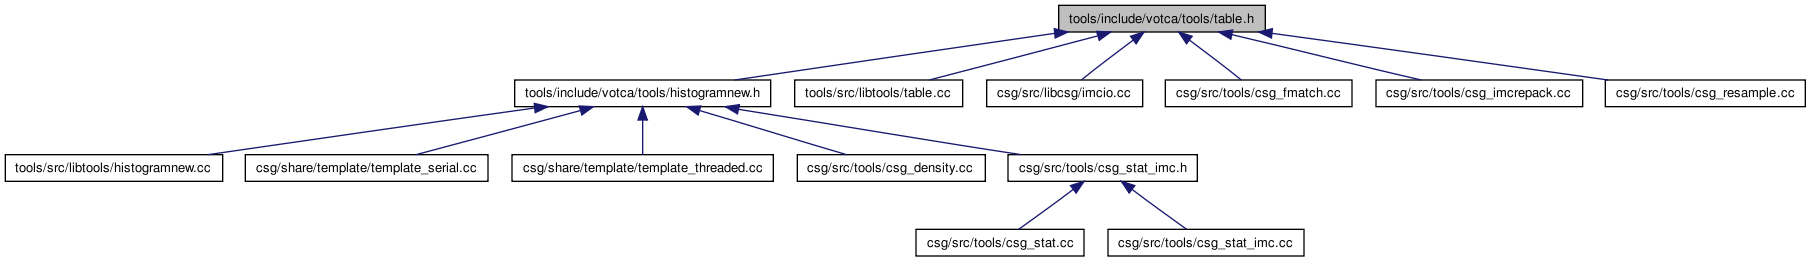 tools/include/votca/tools/table.h
tools/include/votca/tools/histogramnew.h
tools/src/libtools/table.cc
csg/src/libcsg/imcio.cc
csg/src/tools/csg_fmatch.cc
csg/src/tools/csg_imcrepack.cc
csg/src/tools/csg_resample.cc
tools/src/libtools/histogramnew.cc
csg/share/template/template_serial.cc
csg/share/template/template_threaded.cc
csg/src/tools/csg_density.cc
csg/src/tools/csg_stat_imc.h
csg/src/tools/csg_stat.cc
csg/src/tools/csg_stat_imc.cc